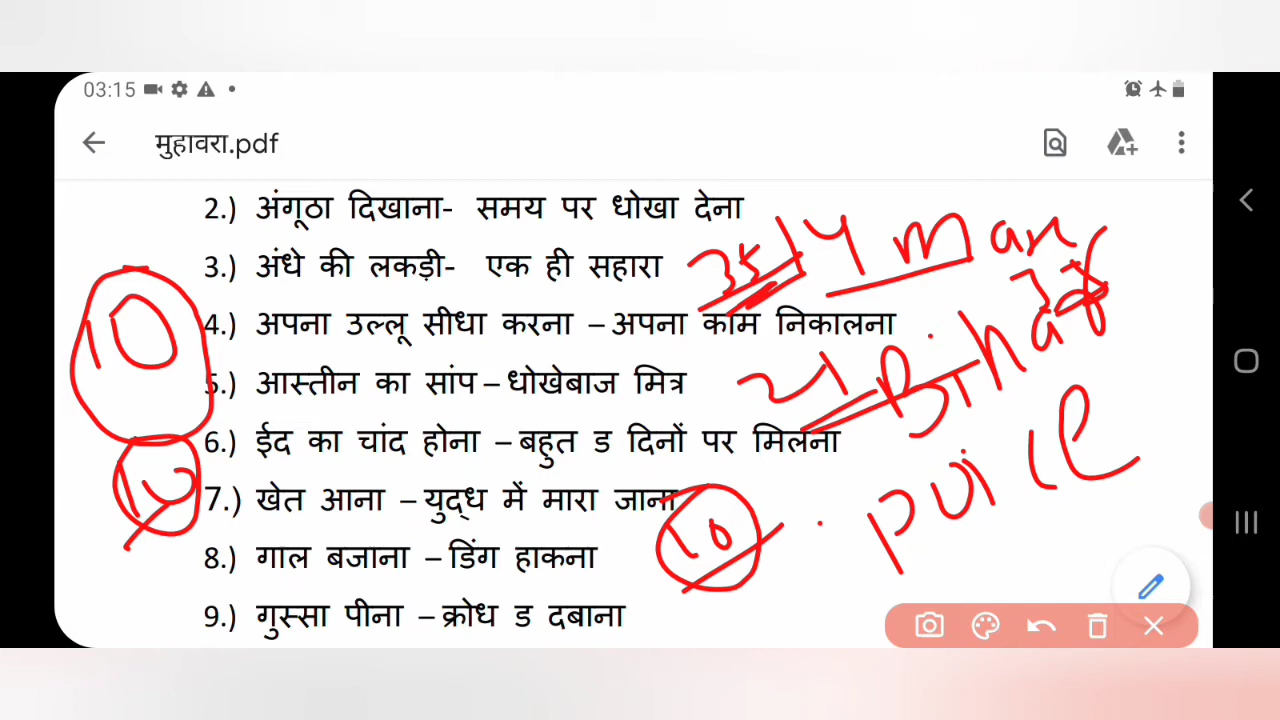 03:15
मुहावरा.pdf
2.) अंगूठा दिखाना- समय पर धोखा देना
3.) अंधे की लकड़ी- एक ही सहारा
4.) अपना उल्लू सीधा करना – अपना काम निकालना
5.) आस्तीन का सांप – धोखेबाज मित्र
6.) ईद का चांद होना – बहुत ड दिनों पर मिलना
7.) खेत आना – युद्ध में मारा जाना
8.) गाल बजाना – डिंग हाकना
9.) गुस्सा पीना – क्रोध ड दबाना
10
10
10
Bihar